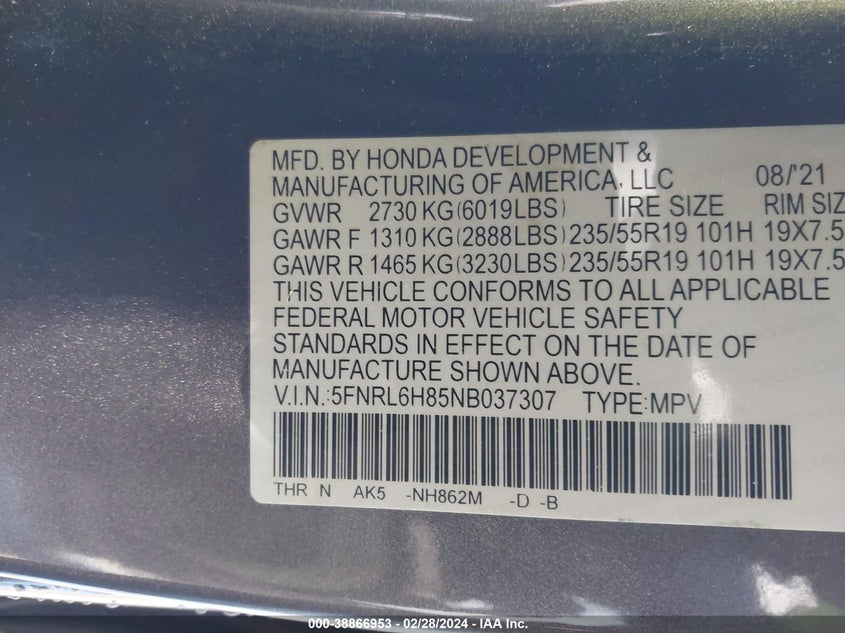 MFD. BY HONDA DEVELOPMENT &
MANUFACTURING OF AMERICA, LLC 08/'21
GVWR 2730 KG(6019LBS) TIRE SIZE RIM SIZ
GAWR F 1310 KG(2888LBS) 235/55R19 101H 19X7.5
GAWR R 1465 KG(3230LBS) 235/55R19 101H 19X7.5
THIS VEHICLE CONFORMS TO ALL APPLICABLE
FEDERAL MOTOR VEHICLE SAFETY
STANDARDS IN EFFECT ON THE DATE OF
MANUFACTURE SHOWN ABOVE.
V.I.N.:5FNRL6H85NB037307 TYPE:MPV
THR N AK5 -NH862M -D -B
000-38866953 - 02/28/2024 - IAA Inc.